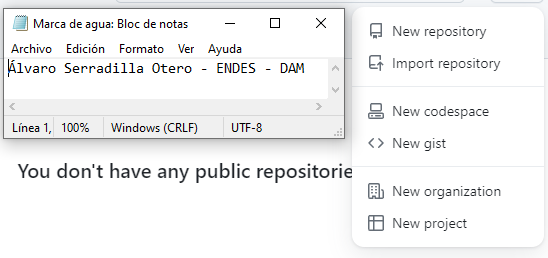 Marca de agua: Bloc de notas
Archivo Edición Formato Ver Ayuda
Álvaro Serradilla Otero - ENDES - DAM
Línea 1, 100% Windows (CRLF) UTF-8
You don't have any public repositorie
New repository
Import repository
New codespace
New gist
New organization
New project